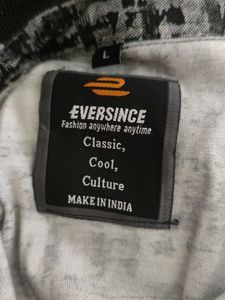 L
EVERSINCE
Fashion anywhere anytime
Classic,
Cool,
Culture
MAKE IN INDIA